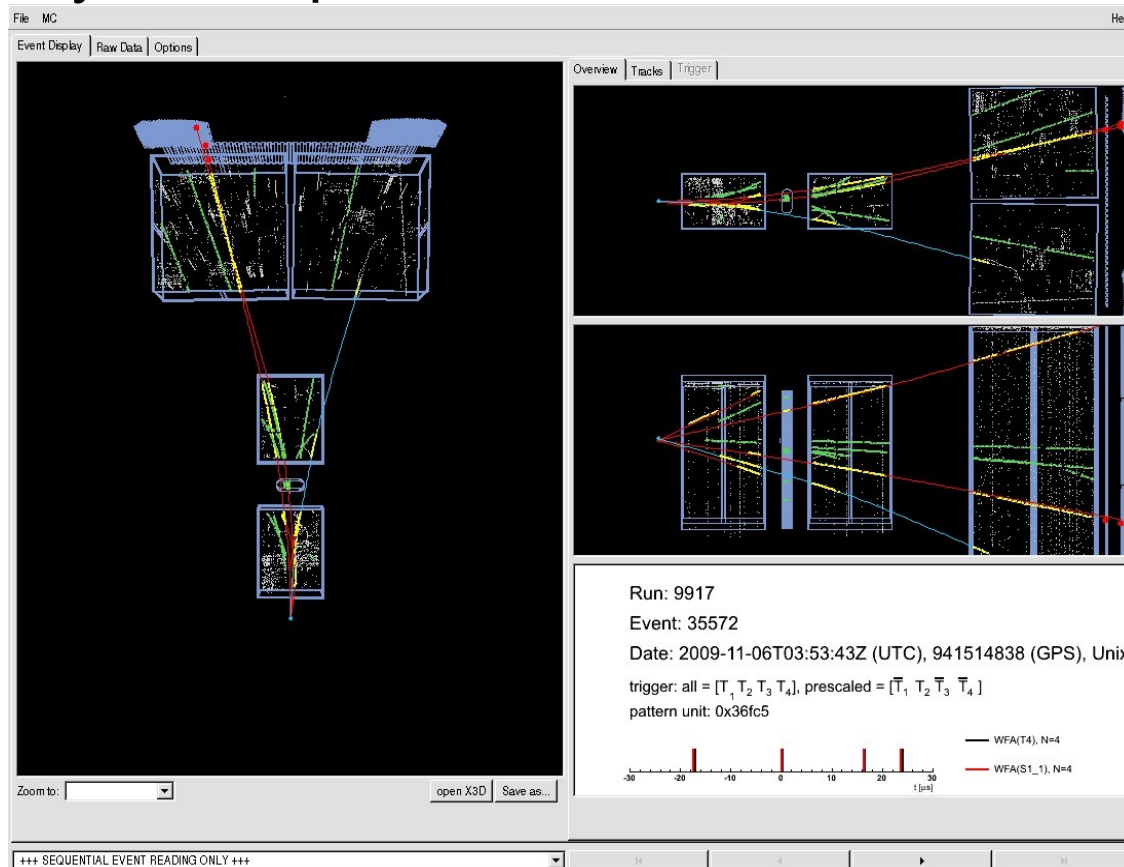 File MC
Event Display Raw Data Options
Overview Tracks Trigger
Run: 9917
Event: 35572
Date: 2009-11-06T03:53:43Z (UTC), 941514838 (GPS), Unix
trigger: all = [T₁ T₂ T₃ T₄], prescaled = [T̅₁ T₂ T̅₃ T̅₄ ]
pattern unit: 0x36fc5
WFA(T4), N=4
WFA(S1_1), N=4
-30 -20 -10 0 10 20 30
t [μs]
Zoom to:
open X3D Save as...
+++ SEQUENTIAL EVENT READING ONLY +++